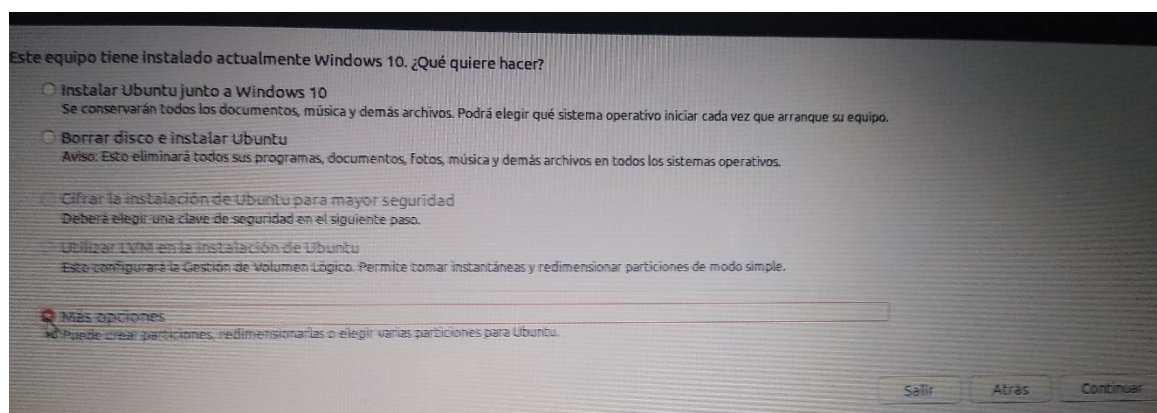 Este equipo tiene instalado actualmente Windows 10. ¿Qué quiere hacer?
Instalar Ubuntu junto a Windows 10
Se conservarán todos los documentos, música y demás archivos. Podrá elegir qué sistema operativo iniciar cada vez que arranque su equipo.
Borrar disco e instalar Ubuntu
Aviso: Esto eliminará todos sus programas, documentos, fotos, música y demás archivos en todos los sistemas operativos.
Cifrar la instalación de Ubuntu para mayor seguridad
Deberá elegir una clave de seguridad en el siguiente paso.
Utilizar LVM en la instalación de Ubuntu
Esto configurará la Gestión de Volumen Lógico. Permite tomar instantáneas y redimensionar particiones de modo simple.
Más opciones
Puede crear particiones, redimensionarlas o elegir varias particiones para Ubuntu.
Salir Atrás Continuar